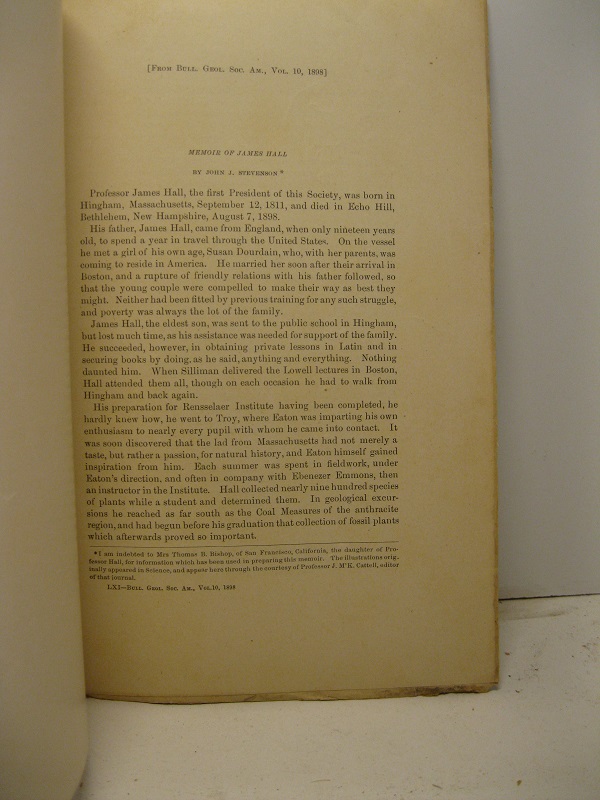 [From Bull. Geol. Soc. Am., Vol. 10, 1898]
MEMOIR OF JAMES HALL
BY JOHN J. STEVENSON*
Professor James Hall, the first President of this Society, was born in
Hingham, Massachusetts, September 12, 1811, and died in Echo Hill,
Bethlehem, New Hampshire, August 7, 1898.
His father, James Hall, came from England, when only nineteen years
old, to spend a year in travel through the United States. On the vessel
he met a girl of his own age, Susan Dourdain, who, with her parents, was
coming to reside in America. He married her soon after their arrival in
Boston, and a rupture of friendly relations with his father followed, so
that the young couple were compelled to make their way as best they
might. Neither had been fitted by previous training for any such struggle,
and poverty was always the lot of the family.
James Hall, the eldest son, was sent to the public school in Hingham,
but lost much time, as his assistance was needed for support of the family.
He succeeded, however, in obtaining private lessons in Latin and in
securing books by doing, as he said, anything and everything. Nothing
daunted him. When Silliman delivered the Lowell lectures in Boston,
Hall attended them all, though on each occasion he had to walk from
Hingham and back again.
His preparation for Rensselaer Institute having been completed, he
hardly knew how, he went to Troy, where Eaton was imparting his own
enthusiasm to nearly every pupil with whom he came into contact. It
was soon discovered that the lad from Massachusetts had not merely a
taste, but rather a passion, for natural history, and Eaton himself gained
inspiration from him. Each summer was spent in fieldwork, under
Eaton's direction, and often in company with Ebenezer Emmons, then
an instructor in the Institute. Hall collected nearly nine hundred species
of plants while a student and determined them. In geological excur-
sions he reached as far south as the Coal Measures of the anthracite
region, and had begun before his graduation that collection of fossil plants
which afterwards proved so important.
*I am indebted to Mrs Thomas B. Bishop, of San Francisco, California, the daughter of Pro-
fessor Hall, for information which has been used in preparing this memoir. The illustrations orig-
inally appeared in Science, and appear here through the courtesy of Professor J. McK. Cattell, editor
of that journal.
LXI—Bull. Geol. Soc. Am., Vol. 10, 1898